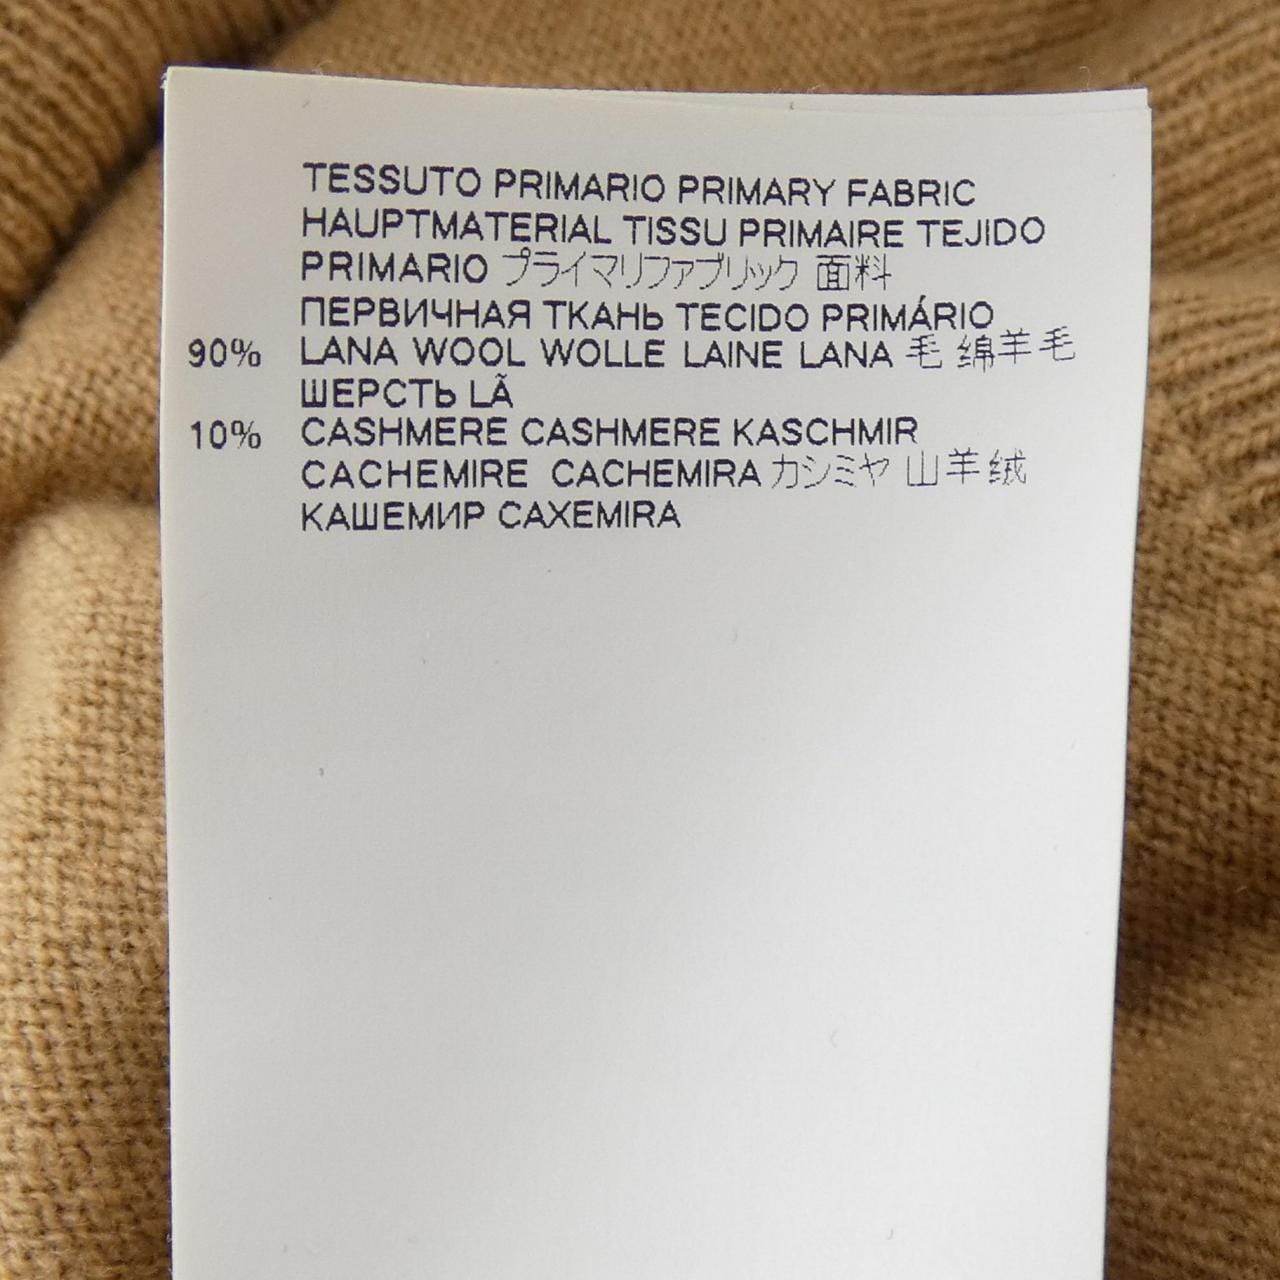 TESSUTO PRIMARIO PRIMARY FABRIC
HAUPTMATERIAL TISSU PRIMAIRE TEJIDO
PRIMARIO プライマリファブリック 面料
ПЕРВИЧНАЯ ТКАНЬ TECIDO PRIMÁRIO
90% LANA WOOL WOLLE LAINE LANA 毛 绵羊毛
ШЕРСТЬ LÃ
10% CASHMERE CASHMERE KASCHMIR
CACHEMIRE CACHEMIRA カシミヤ 山羊绒
КАШЕМИР CAXEMIRA